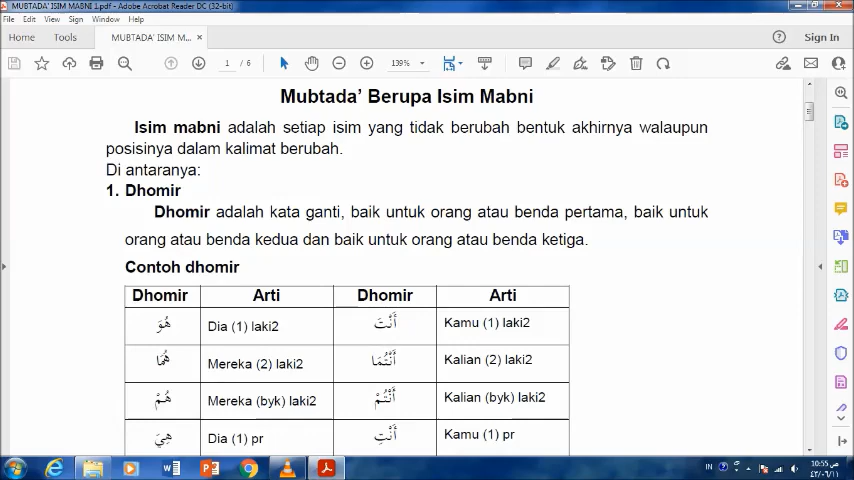 MUBTADA' ISIM MABNI 1.pdf - Adobe Acrobat Reader DC (32-bit)
File Edit View Sign Window Help
Home Tools MUBTADA' ISIM M... × Sign In
1 / 6 139%
Mubtada' Berupa Isim Mabni
Isim mabni adalah setiap isim yang tidak berubah bentuk akhirnya walaupun
posisinya dalam kalimat berubah.
Di antaranya:
1. Dhomir
Dhomir adalah kata ganti, baik untuk orang atau benda pertama, baik untuk
orang atau benda kedua dan baik untuk orang atau benda ketiga.
Contoh dhomir
Dhomir Arti Dhomir Arti
هُوَ Dia (1) laki2 أَنْتَ Kamu (1) laki2
هُمَا Mereka (2) laki2 أَنْتُمَا Kalian (2) laki2
هُمْ Mereka (byk) laki2 أَنْتُمْ Kalian (byk) laki2
هِيَ Dia (1) pr أَنْتِ Kamu (1) pr
IN 10:55 ص
٤٣/٠٦/١١